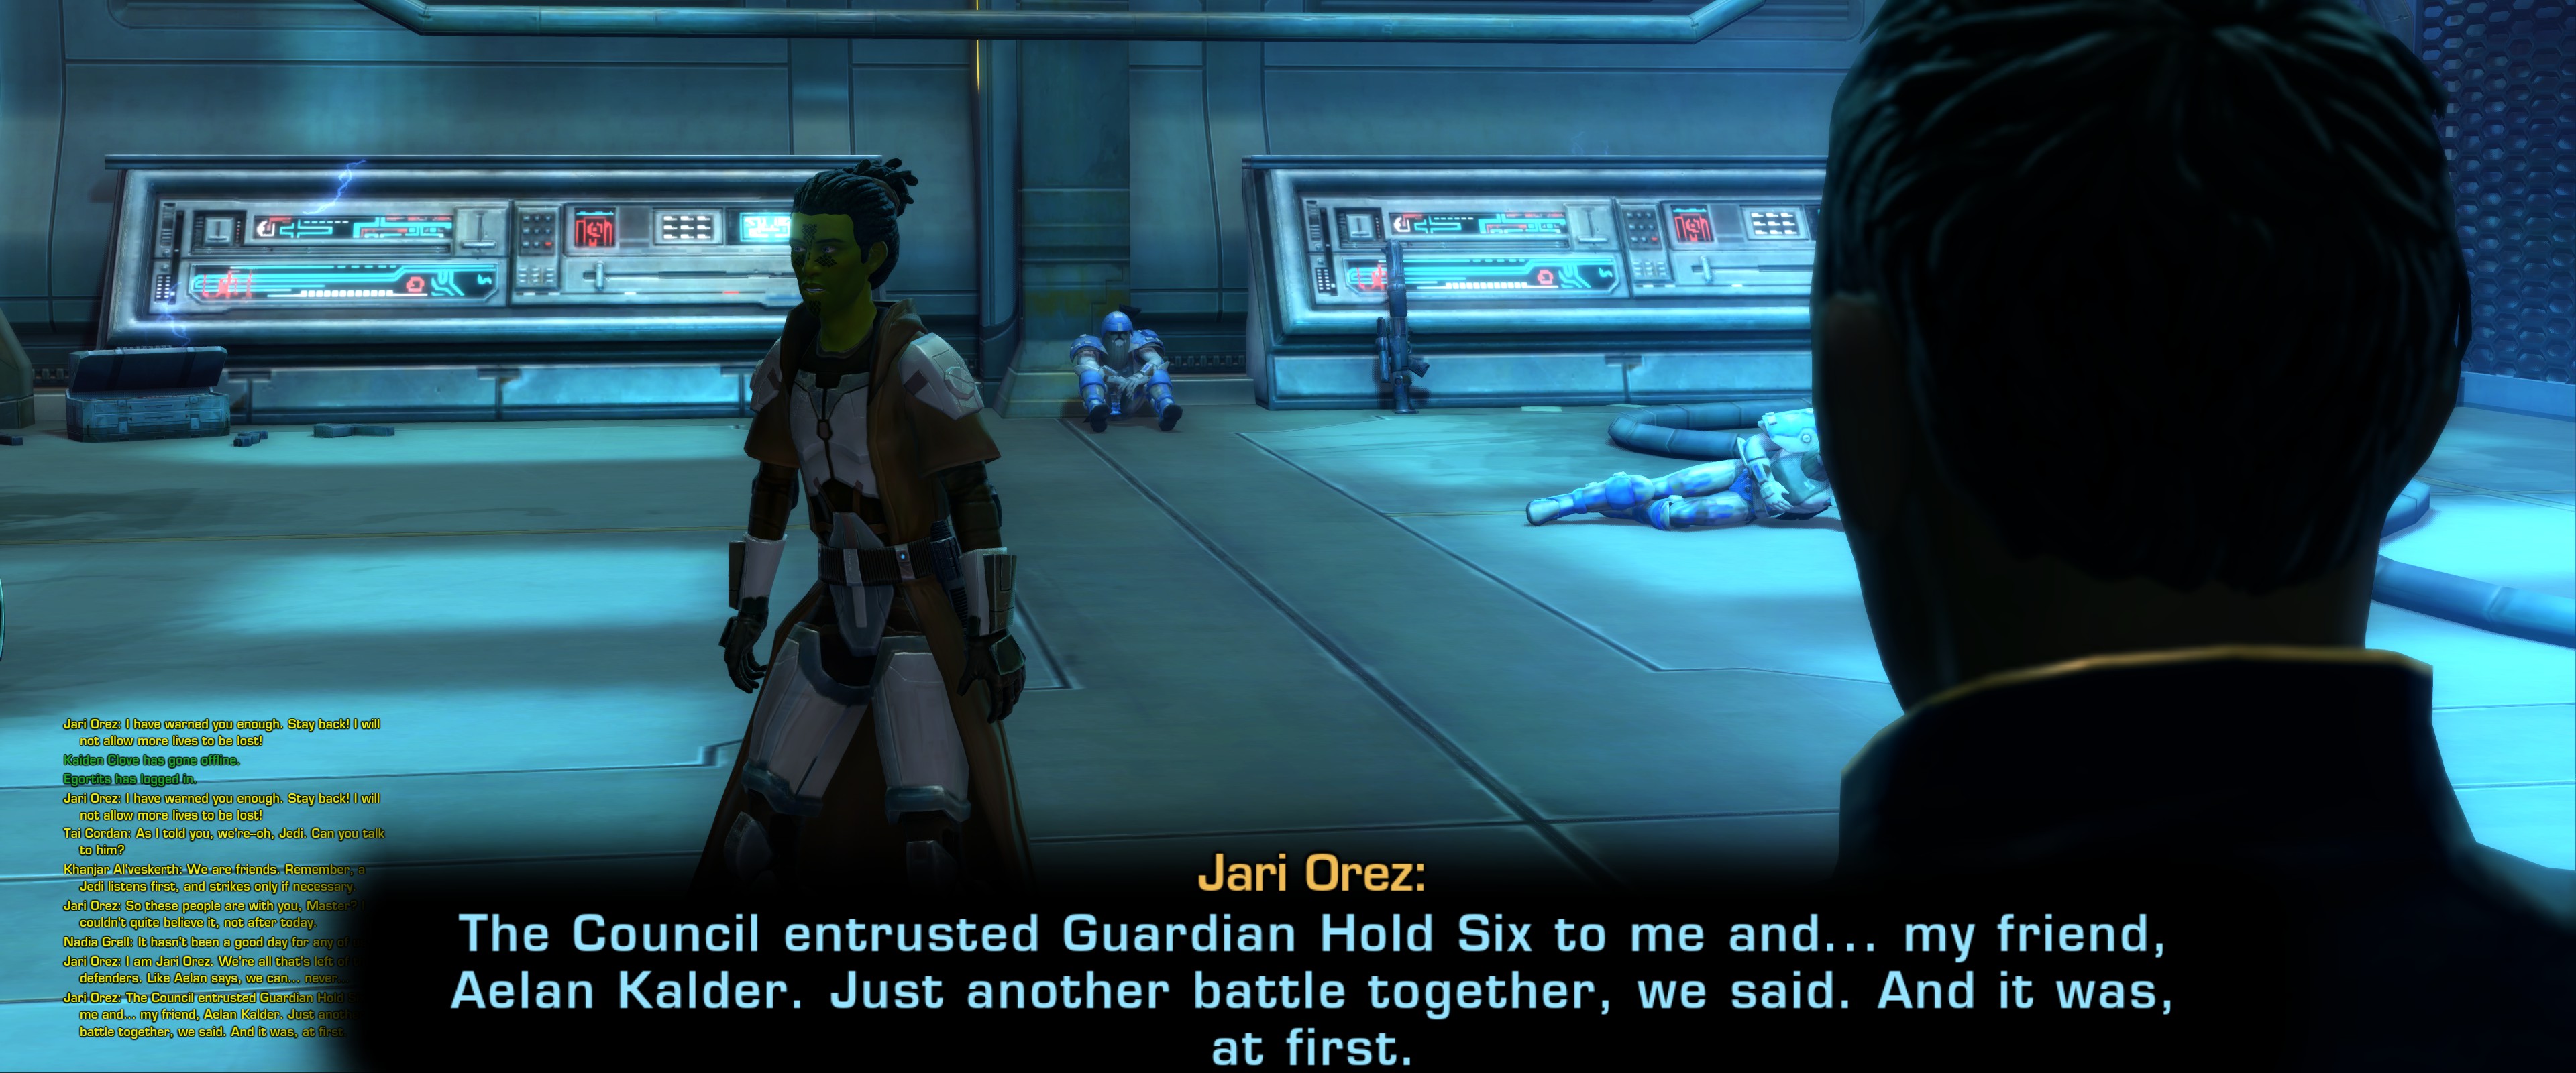 Jari Orez: I have warned you enough. Stay back! I will
not allow more lives to be lost!
Kaiden Clove has gone offline.
Egortits has logged in.
Jari Orez: I have warned you enough. Stay back! I will
not allow more lives to be lost!
Tai Cordan: As I told you, we're–oh, Jedi. Can you talk
to him?
Khanjar Al'veskerth: We are friends. Remember, a
Jedi listens first, and strikes only if necessary.
Jari Orez: So these people are with you, Master?
couldn't quite believe it, not after today.
Nadia Grell: It hasn't been a good day for any of
Jari Orez: I am Jari Orez. We're all that's left of
defenders. Like Aelan says, we can... never...
Jari Orez: The Council entrusted Guardian Hold
me and... my friend, Aelan Kalder. Just another
battle together, we said. And it was, at first.
Jari Orez:
The Council entrusted Guardian Hold Six to me and... my friend,
Aelan Kalder. Just another battle together, we said. And it was,
at first.